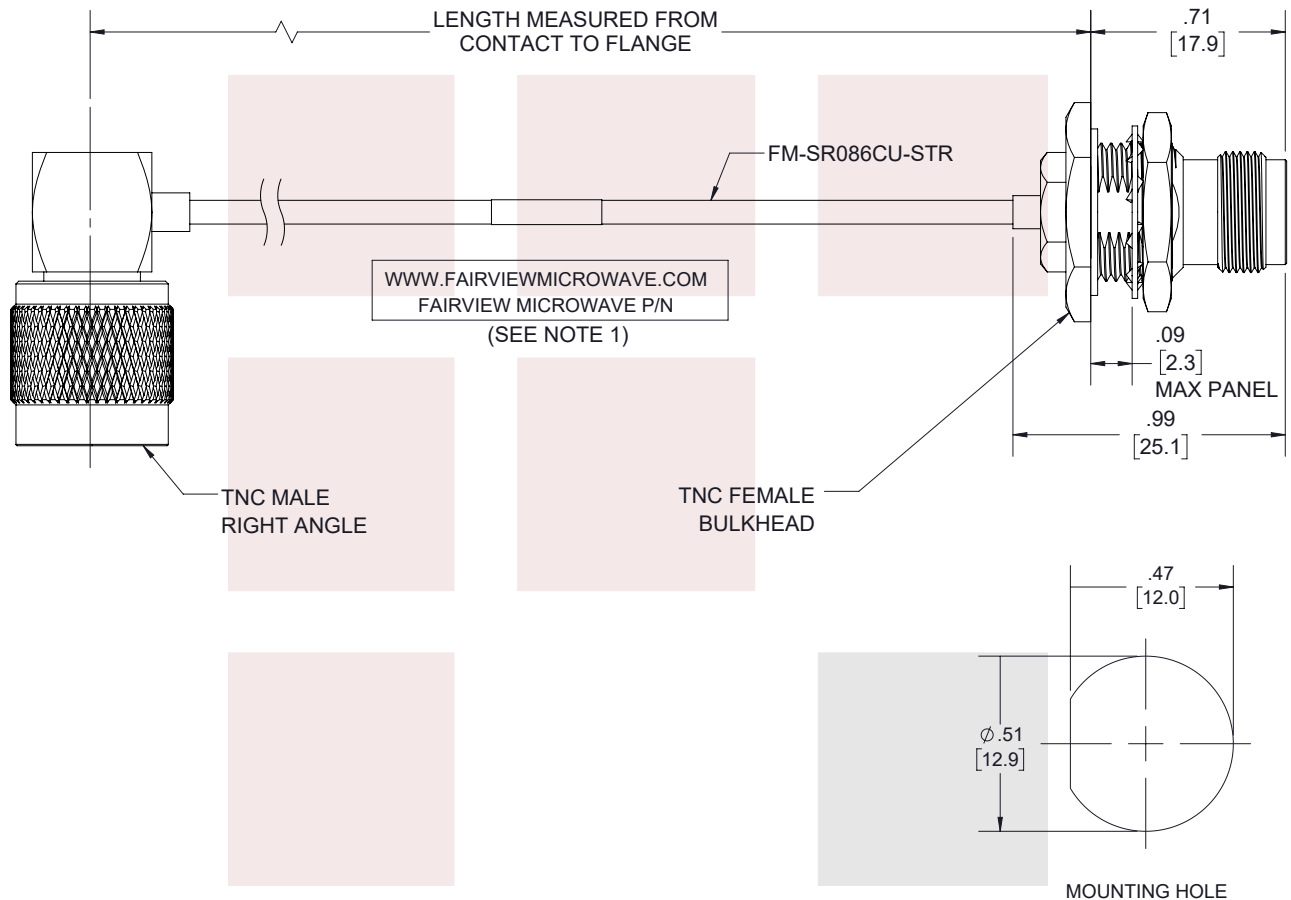 LENGTH MEASURED FROM
CONTACT TO FLANGE
.71
[17.9]
FM-SR086CU-STR
WWW.FAIRVIEWMICROWAVE.COM
FAIRVIEW MICROWAVE P/N
(SEE NOTE 1)
.09
[2.3]
MAX PANEL
.99
[25.1]
TNC MALE
RIGHT ANGLE
TNC FEMALE
BULKHEAD
.47
[12.0]
∅.51
[12.9]
MOUNTING HOLE